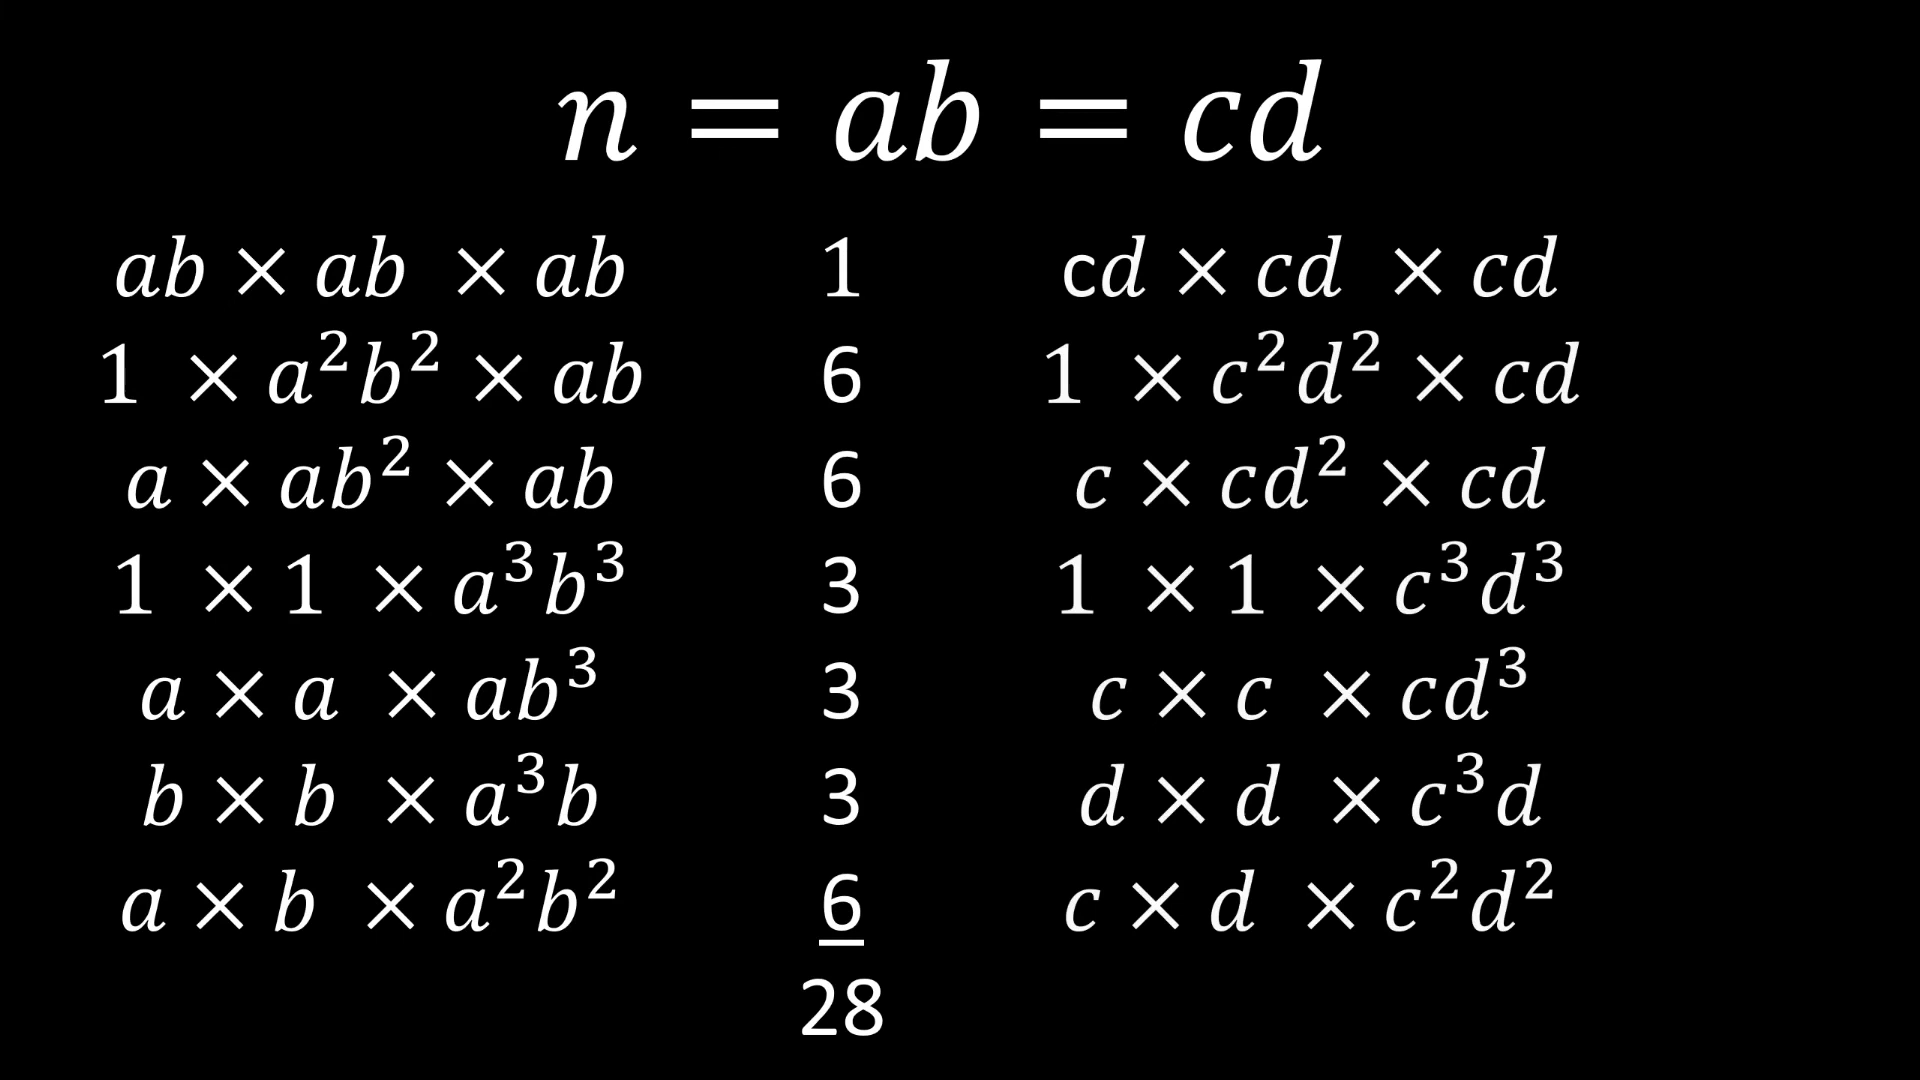 n = ab = cd
ab × ab × ab 1 cd × cd × cd
1 × a²b² × ab 6 1 × c²d² × cd
a × ab² × ab 6 c × cd² × cd
1 × 1 × a³b³ 3 1 × 1 × c³d³
a × a × ab³ 3 c × c × cd³
b × b × a³b 3 d × d × c³d
a × b × a²b² 6 c × d × c²d²
28